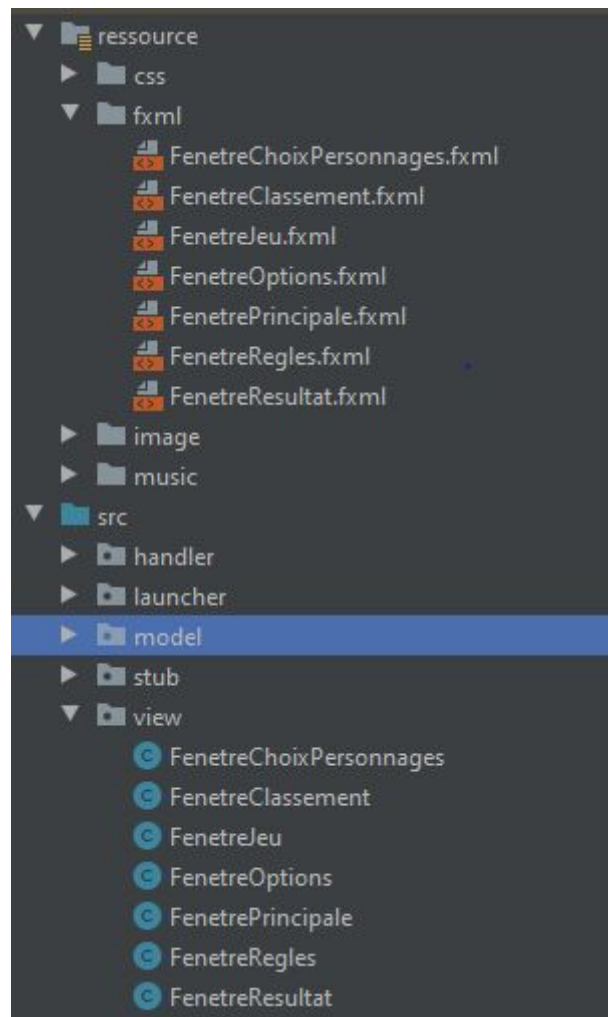 ressource
css
fxml
FenetreChoixPersonnages.fxml
FenetreClassement.fxml
FenetreJeu.fxml
FenetreOptions.fxml
FenetrePrincipale.fxml
FenetreRegles.fxml
FenetreResultat.fxml
image
music
src
handler
launcher
model
stub
view
FenetreChoixPersonnages
FenetreClassement
FenetreJeu
FenetreOptions
FenetrePrincipale
FenetreRegles
FenetreResultat